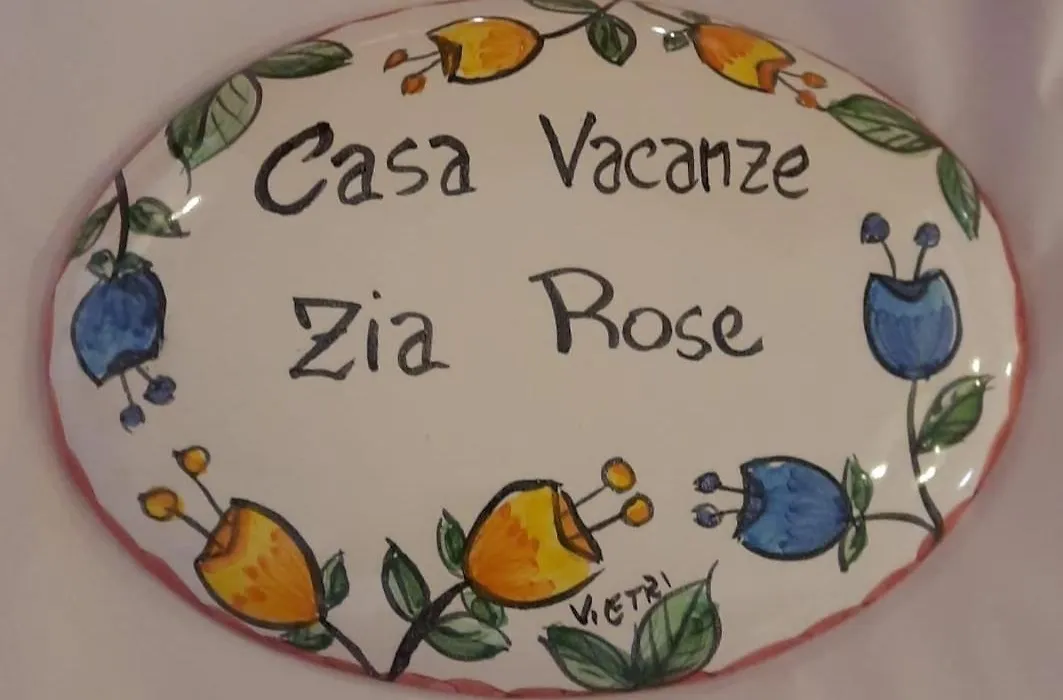 Casa Vacanze
Zia Rose
VIETRI